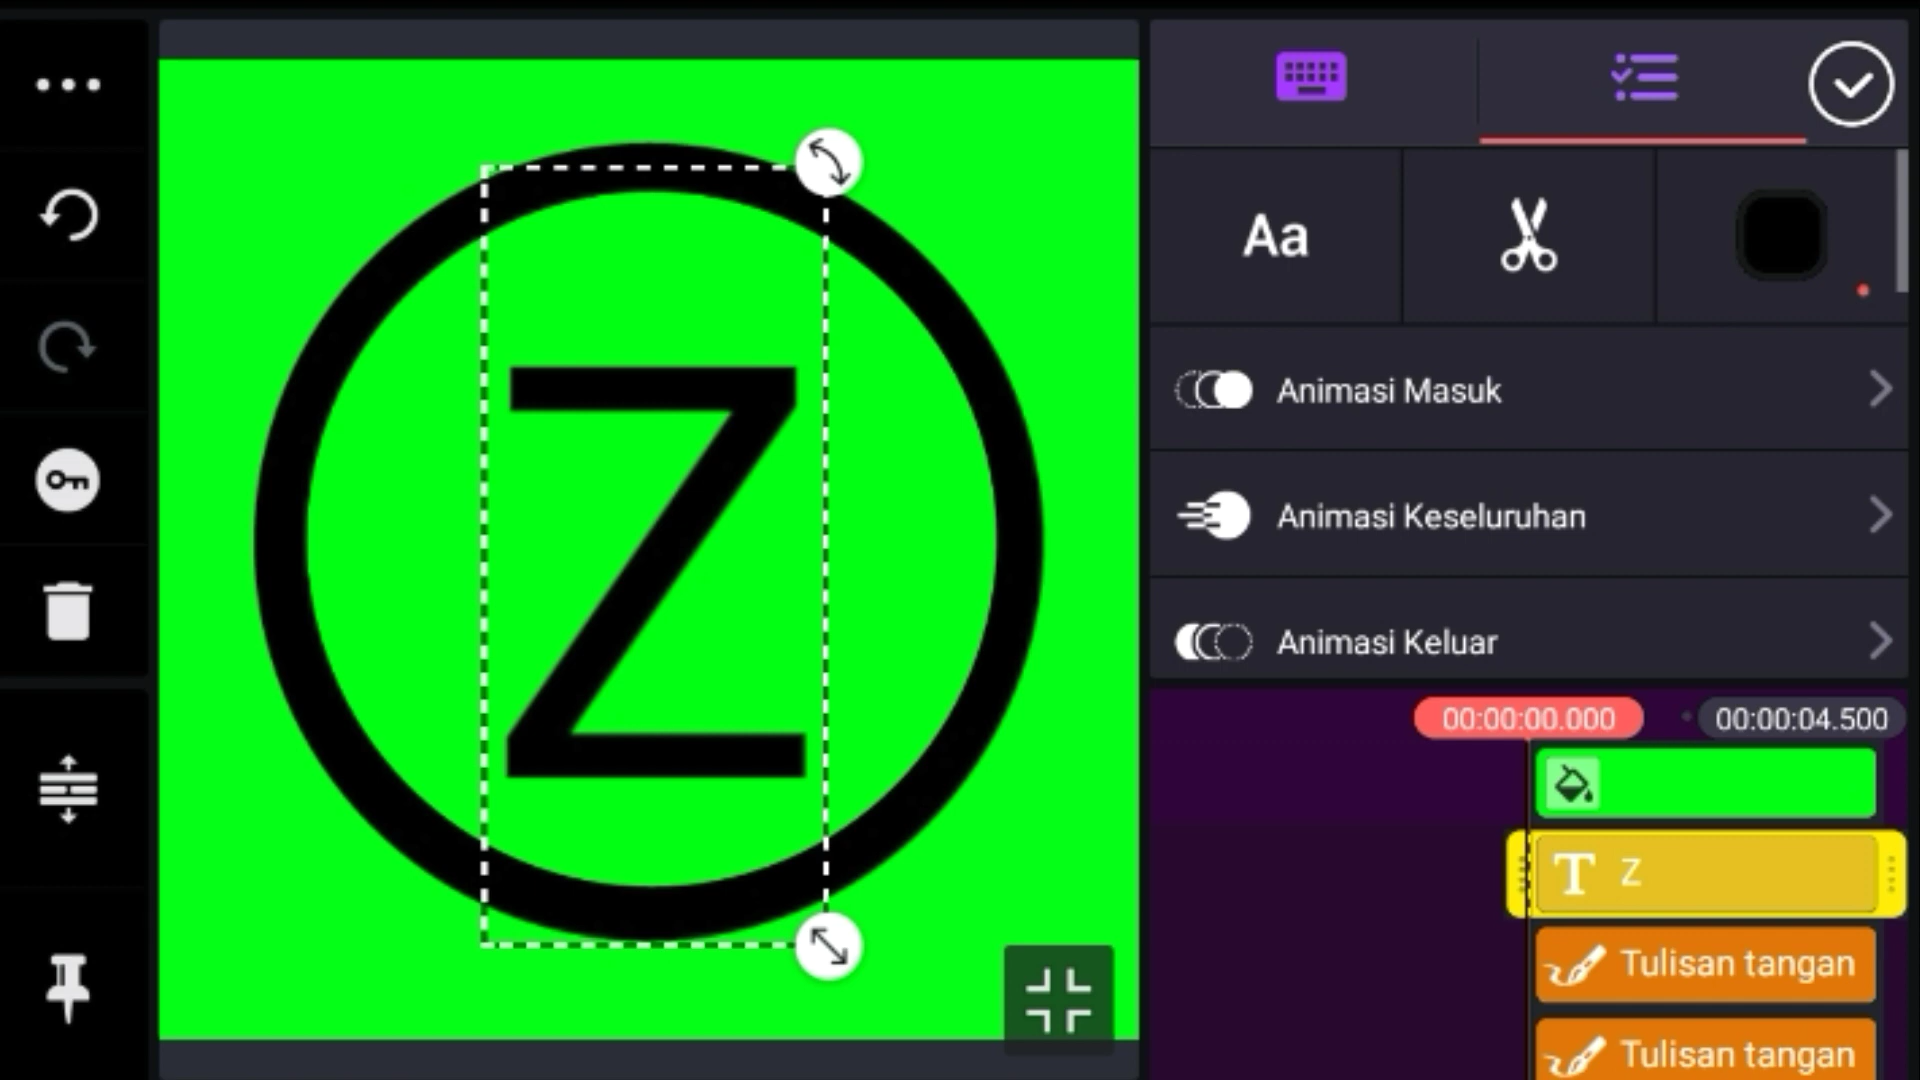 Z
Aa
Animasi Masuk
Animasi Keseluruhan
Animasi Keluar
00:00:00.000
00:00:04.500
T Z
Tulisan tangan
Tulisan tangan